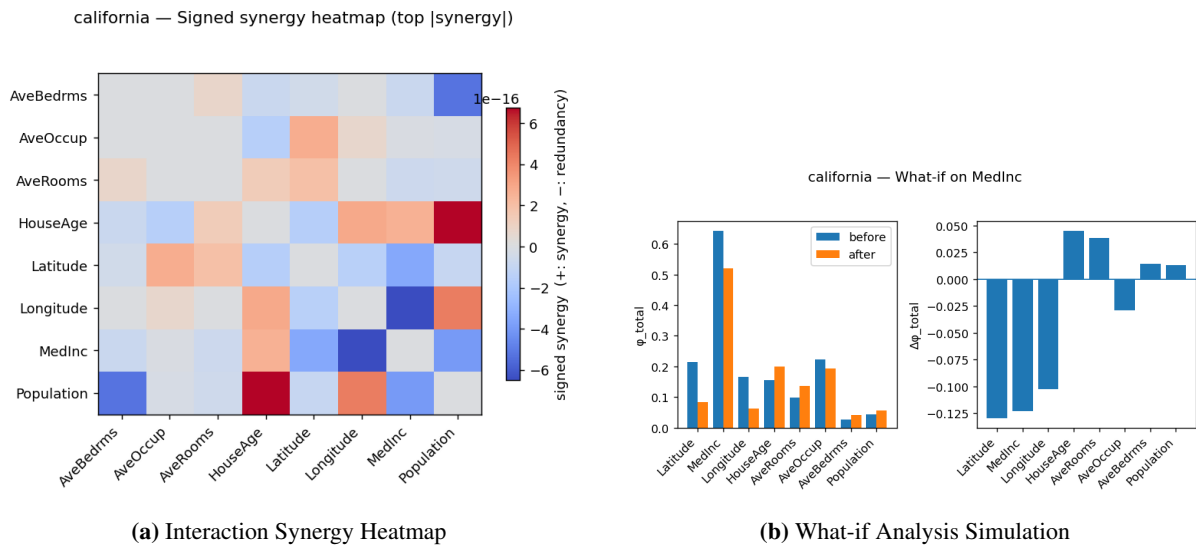 california — Signed synergy heatmap (top |synergy|)
AveBedrms
AveOccup
AveRooms
HouseAge
Latitude
Longitude
MedInc
Population
AveBedrms
AveOccup
AveRooms
HouseAge
Latitude
Longitude
MedInc
Population
1e−16
6
4
2
0
−2
−4
−6
signed synergy (+: synergy, −: redundancy)
(a) Interaction Synergy Heatmap
california — What-if on MedInc
before
after
φ_total
0.6
0.5
0.4
0.3
0.2
0.1
0.0
Latitude
MedInc
Longitude
HouseAge
AveRooms
AveOccup
AveBedrms
Population
Δφ_total
0.050
0.025
0.000
−0.025
−0.050
−0.075
−0.100
−0.125
Latitude
MedInc
Longitude
HouseAge
AveRooms
AveOccup
AveBedrms
Population
(b) What-if Analysis Simulation